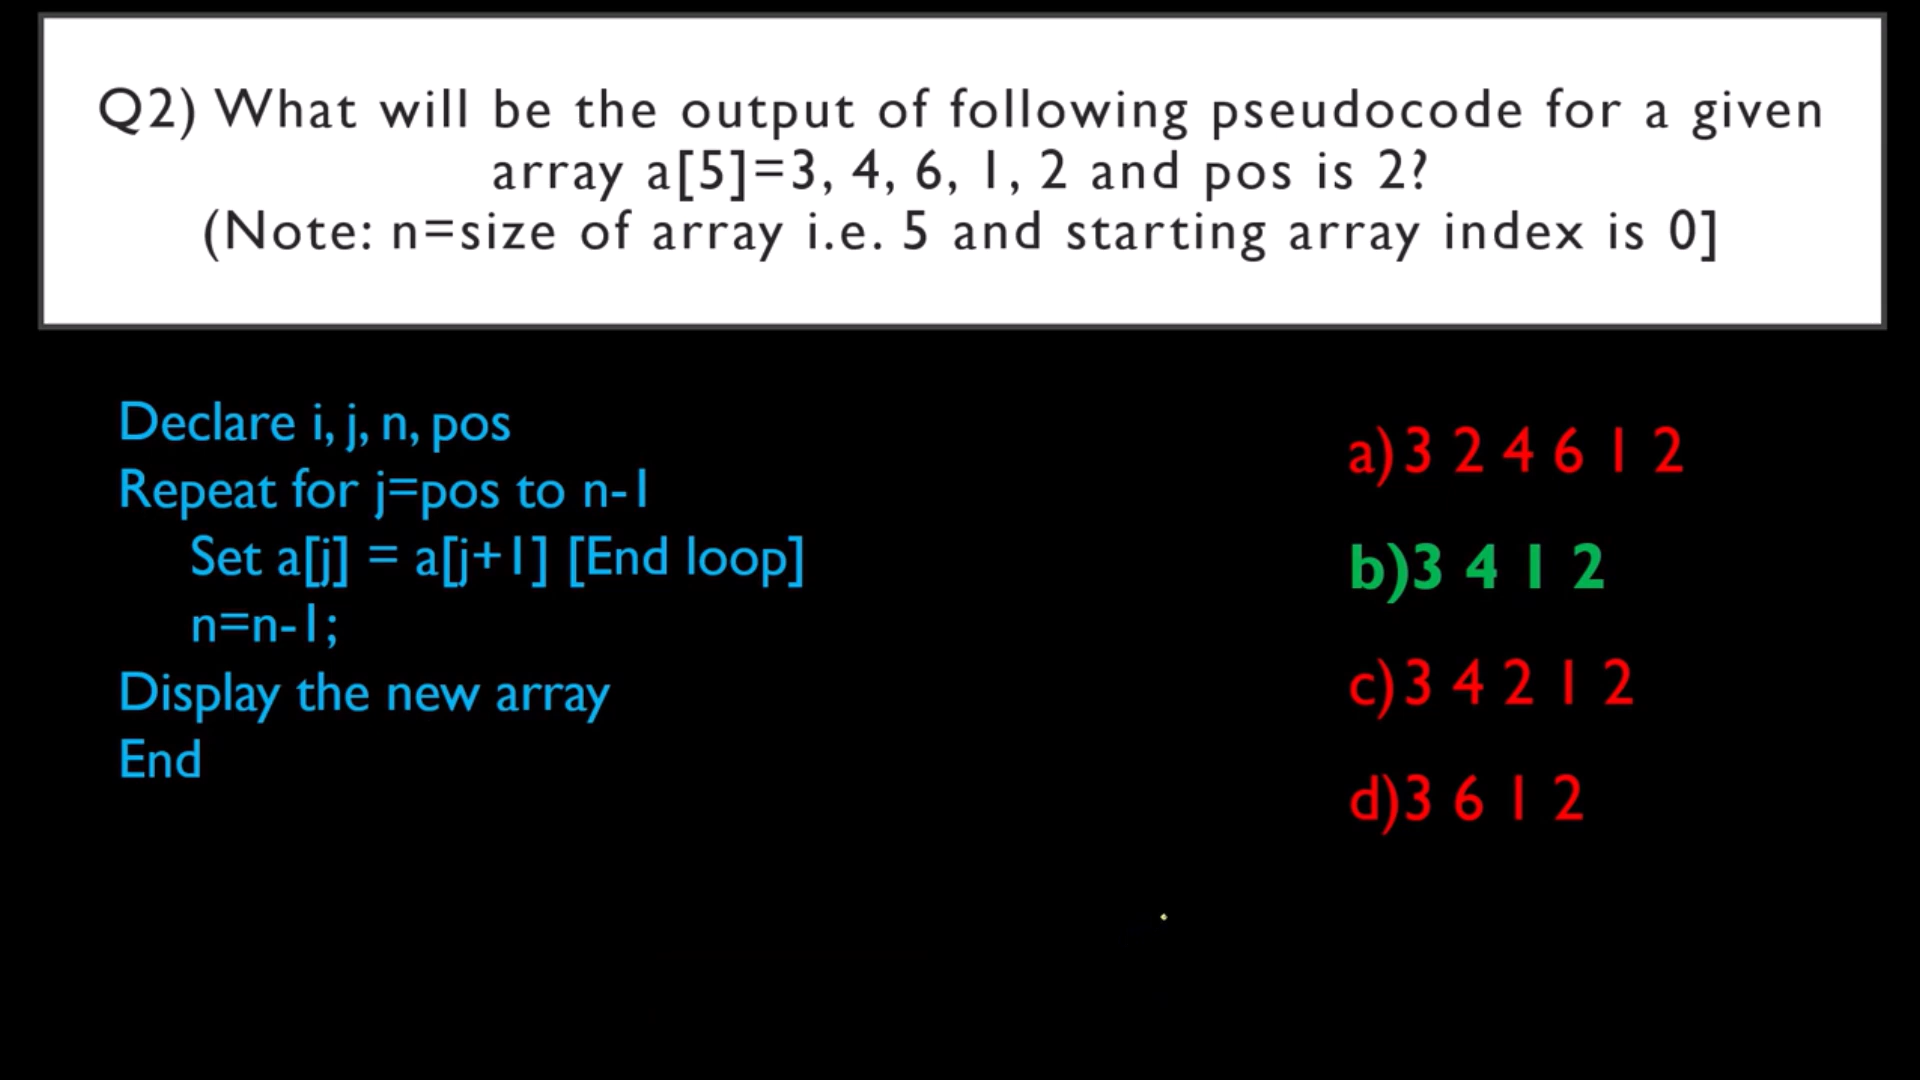 Q2) What will be the output of following pseudocode for a given
array a[5]=3, 4, 6, 1, 2 and pos is 2?
(Note: n=size of array i.e. 5 and starting array index is 0]
Declare i, j, n, pos
Repeat for j=pos to n-1
Set a[j] = a[j+1] [End loop]
n=n-1;
Display the new array
End
a) 3 2 4 6 1 2
b)3 4 1 2
c) 3 4 2 1 2
d)3 6 1 2